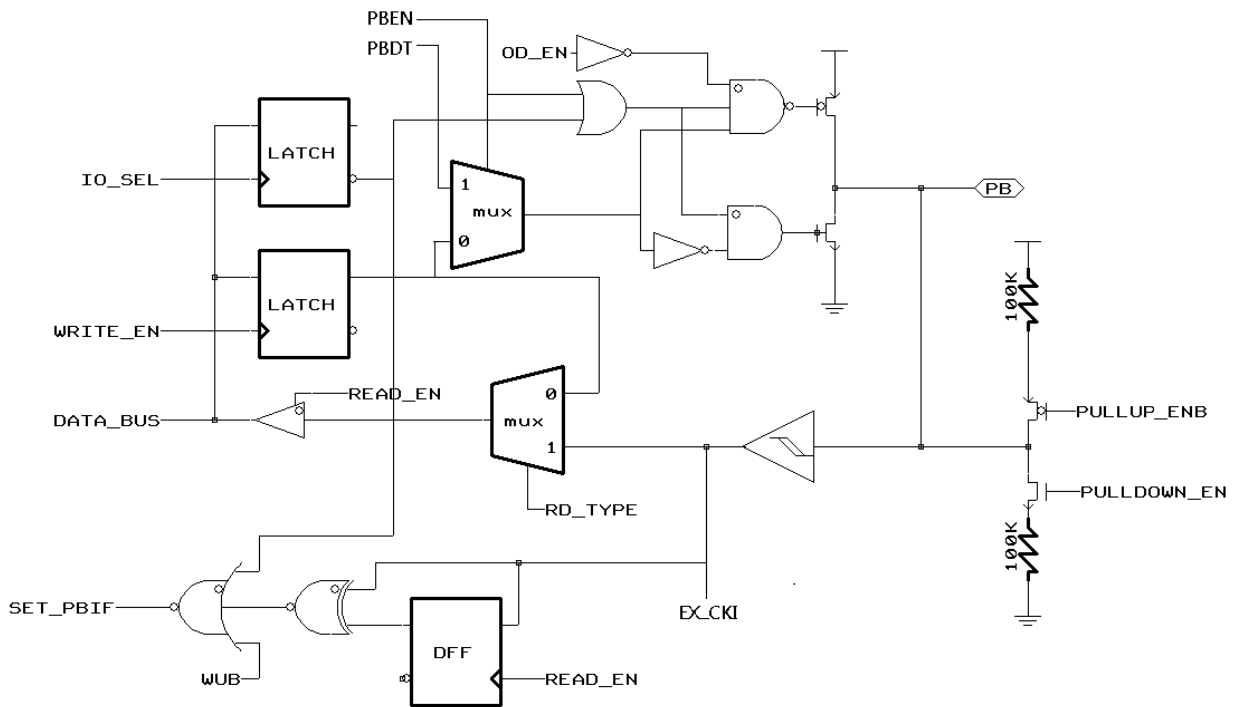 PBEN
PBDT
OD_EN
LATCH
IO_SEL
1
mux
0
PB
LATCH
WRITE_EN
100K
READ_EN
DATA_BUS
0
mux
1
PULLUP_ENB
PULLDOWN_EN
RD_TYPE
100K
SET_PBIF
EX_CKI
DFF
WUB
READ_EN